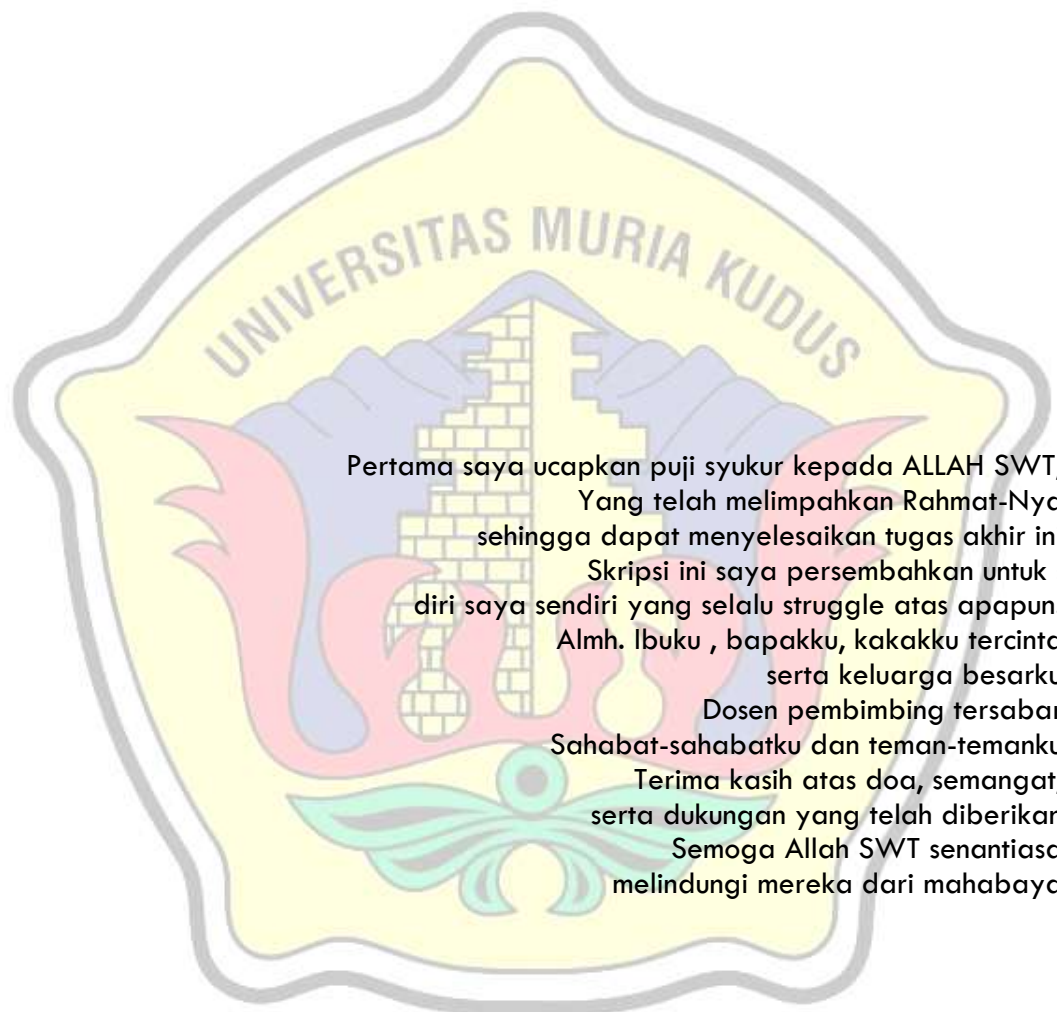 UNIVERSITAS MURIA KUDUS
Pertama saya ucapkan puji syukur kepada ALLAH SWT,
Yang telah melimpahkan Rahmat-Nya
sehingga dapat menyelesaikan tugas akhir ini
Skripsi ini saya persembahkan untuk
diri saya sendiri yang selalu struggle atas apapun.
Almh. Ibuku , bapakku, kakakku tercinta
serta keluarga besarku
Dosen pembimbing tersabar
Sahabat-sahabatku dan teman-temanku
Terima kasih atas doa, semangat,
serta dukungan yang telah diberikan
Semoga Allah SWT senantiasa
melindungi mereka dari mahabaya